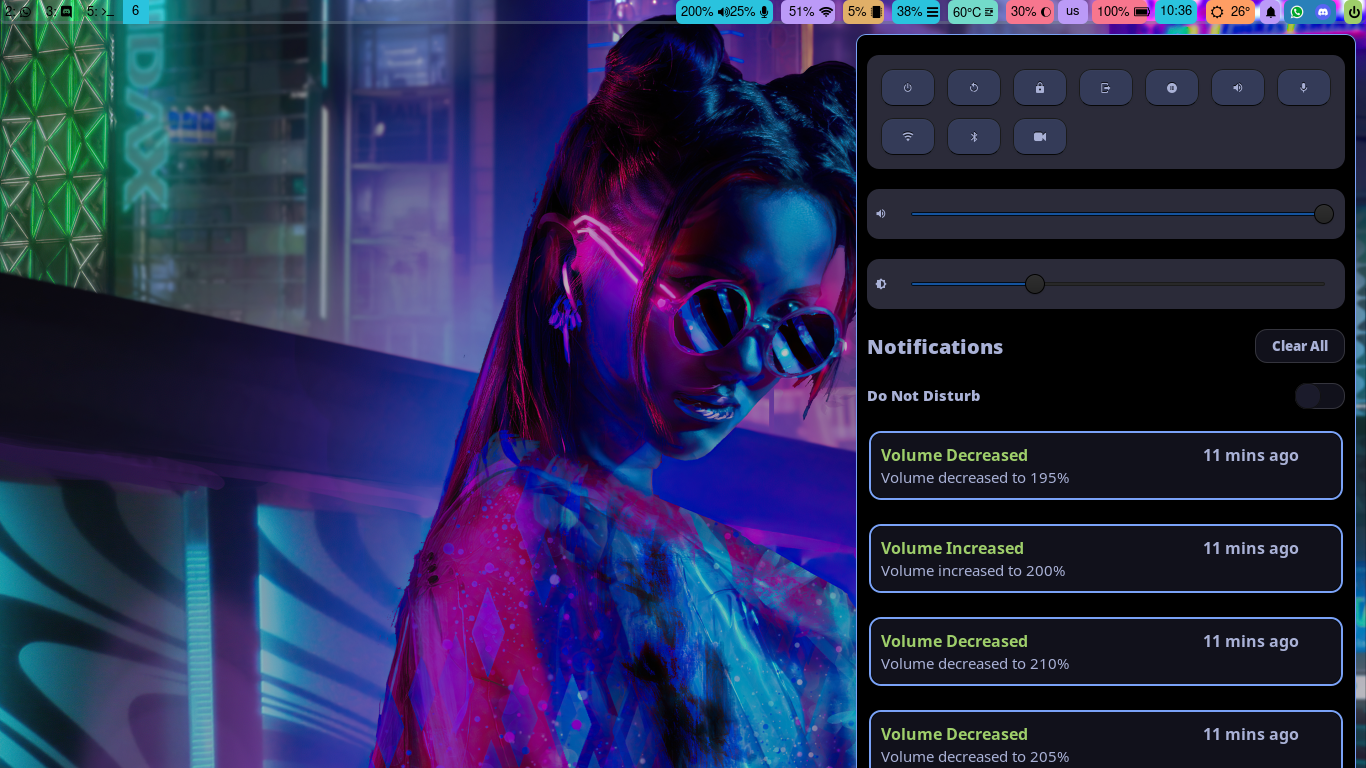 2:
3:
5: >_
6
200%
25%
51%
5%
38%
60°C
30%
us
100%
10:36
26°
IDAX
Notifications
Clear All
Do Not Disturb
Volume Decreased
11 mins ago
Volume decreased to 195%
Volume Increased
11 mins ago
Volume increased to 200%
Volume Decreased
11 mins ago
Volume decreased to 210%
Volume Decreased
11 mins ago
Volume decreased to 205%